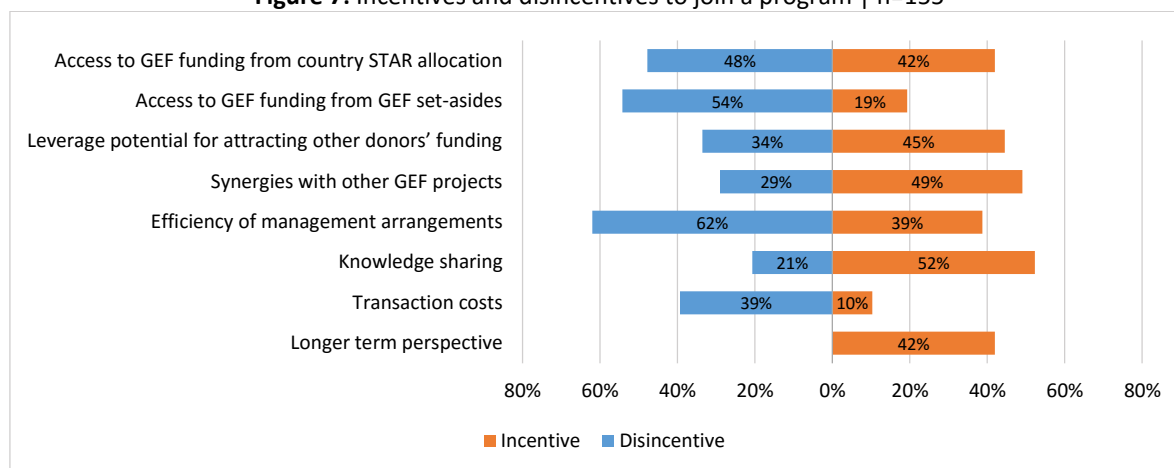 Figure 7: Incentives and disincentives to join a program | n=155
Access to GEF funding from country STAR allocation 48% 42%
Access to GEF funding from GEF set-asides 54% 19%
Leverage potential for attracting other donors’ funding 34% 45%
Synergies with other GEF projects 29% 49%
Efficiency of management arrangements 62% 39%
Knowledge sharing 21% 52%
Transaction costs 39% 10%
Longer term perspective 42%
80% 60% 40% 20% 0% 20% 40% 60% 80%
Incentive Disincentive